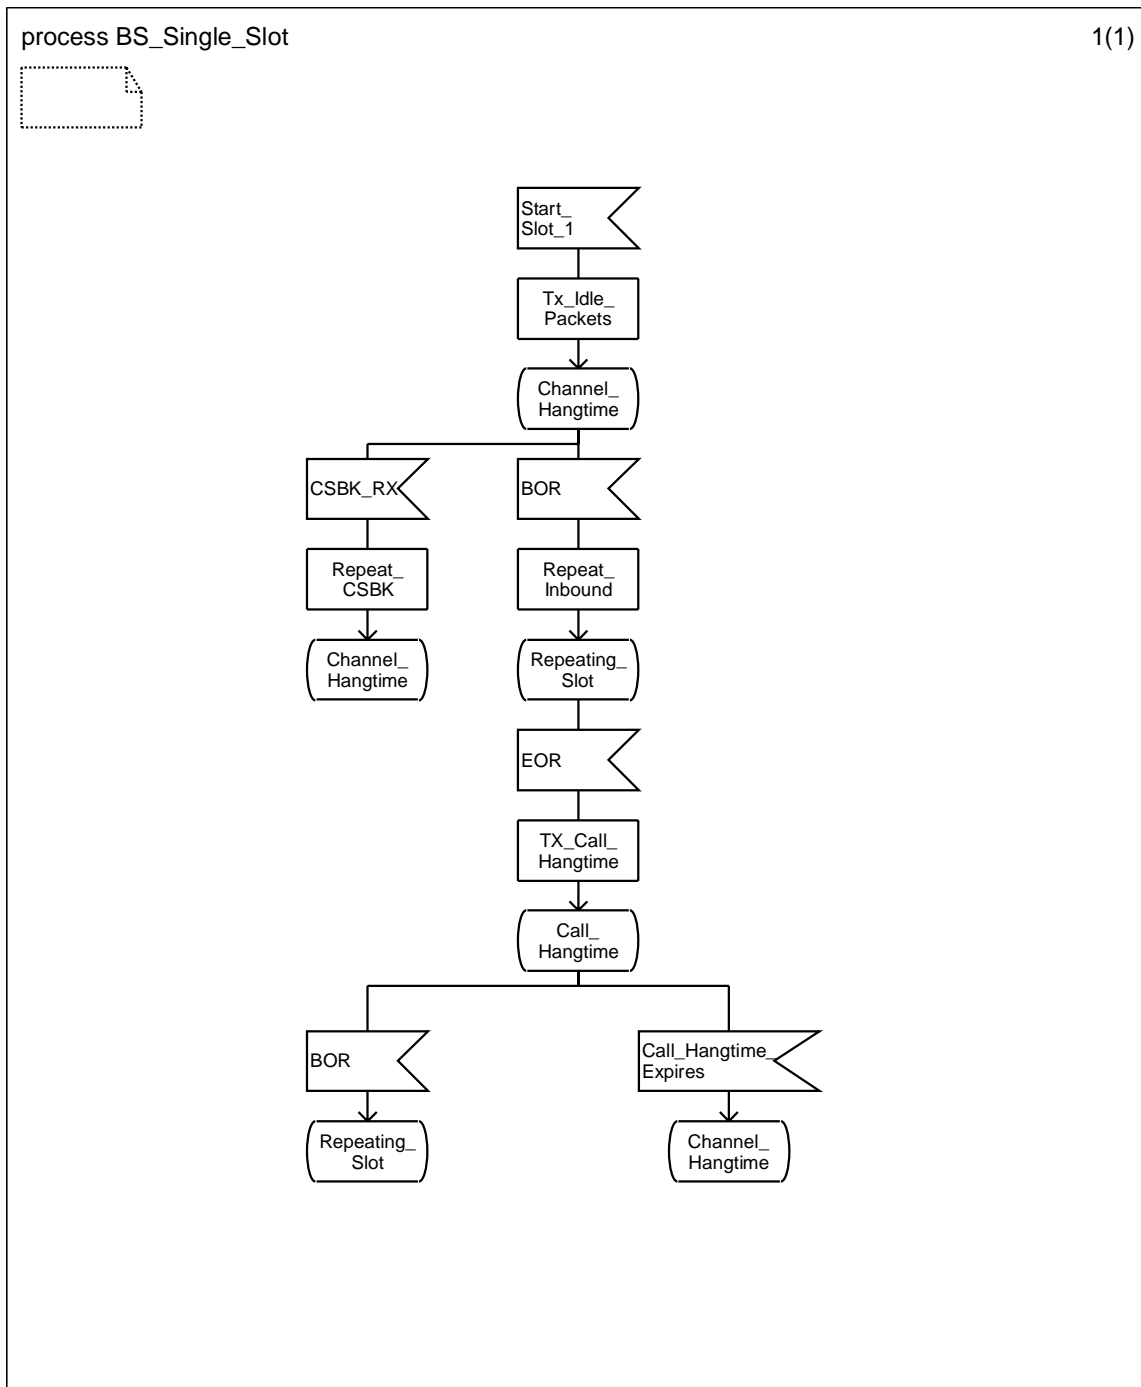 process BS_Single_Slot
1(1)
Start_
Slot_1
Tx_Idle_
Packets
Channel_
Hangtime
CSBK_RX
BOR
Repeat_
CSBK
Repeat_
Inbound
Channel_
Hangtime
Repeating_
Slot
EOR
TX_Call_
Hangtime
Call_
Hangtime
BOR
Call_Hangtime_
Expires
Repeating_
Slot
Channel_
Hangtime